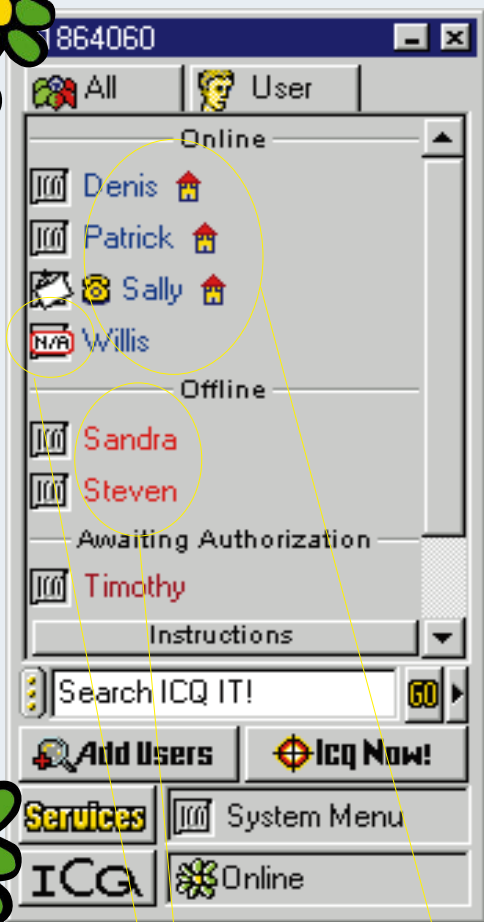 1864060
All User
Online
Denis
Patrick
Sally
N/A Willis
Offline
Sandra
Steven
Awaiting Authorization
Timothy
Instructions
Search ICQ IT! GO
Add Users Icq Now!
Services System Menu
ICQ Online